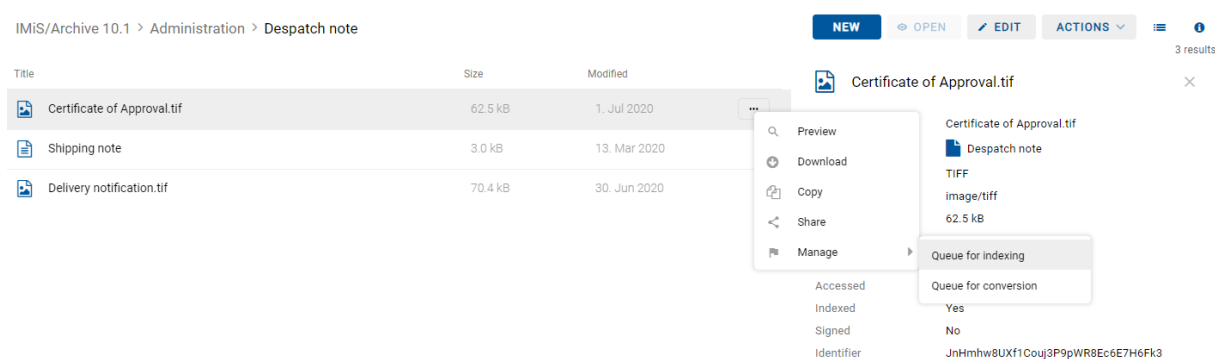 IMiS/Archive 10.1 > Administration > Despatch note
NEW OPEN EDIT ACTIONS
3 results
Title Size Modified
Certificate of Approval.tif 62.5 kB 1. Jul 2020 ...
Shipping note 3.0 kB 13. Mar 2020
Delivery notification.tif 70.4 kB 30. Jun 2020
Preview
Download
Copy
Share
Manage
Queue for indexing
Queue for conversion
Certificate of Approval.tif
Certificate of Approval.tif
Despatch note
TIFF
image/tiff
62.5 kB
Accessed
Indexed Yes
Signed No
Identifier JnHmhw8UXf1Couj3P9pWR8Ec6E7H6Fk3